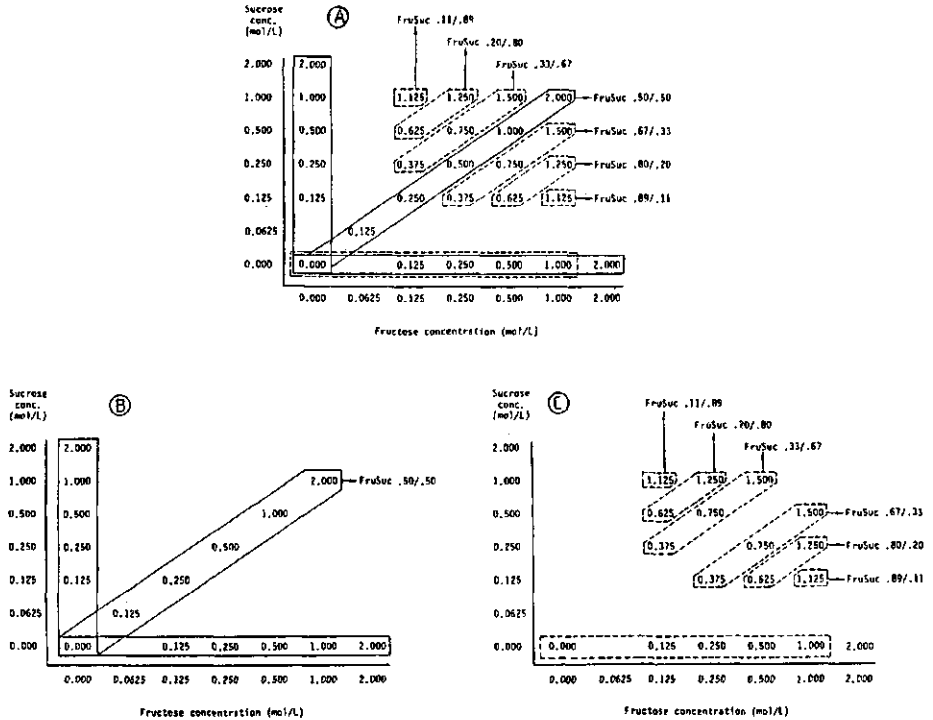 Sucrose
conc.
(mol/L)
A
FruSuc .11/.89
FruSuc .20/.80
FruSuc .33/.67
2.000 2.000
1.000 1.000 1.125 1.250 1.500 2.000 FruSuc .50/.50
0.500 0.500 0.625 0.750 1.000 1.500 FruSuc .67/.33
0.250 0.250 0.375 0.500 0.750 1.250 FruSuc .80/.20
0.125 0.125 0.250 0.375 0.625 1.125 FruSuc .89/.11
0.0625 0.125
0.000 0.000 0.125 0.250 0.500 1.000 2.000
0.000 0.0625 0.125 0.250 0.500 1.000 2.000
Fructose concentration (mol/L)
Sucrose
conc.
(mol/L)
B
2.000 2.000
1.000 1.000 2.000 FruSuc .50/.50
0.500 0.500 1.000
0.250 0.250 0.500
0.125 0.125 0.250
0.0625 0.125
0.000 0.000 0.125 0.250 0.500 1.000 2.000
0.000 0.0625 0.125 0.250 0.500 1.000 2.000
Fructose concentration (mol/L)
Sucrose
conc.
(mol/L)
C
FruSuc .11/.89
FruSuc .20/.80
FruSuc .33/.67
2.000
1.000 1.125 1.250 1.500
0.500 0.625 0.750 1.500 FruSuc .67/.33
0.250 0.375 0.750 1.250 FruSuc .80/.20
0.125 0.375 0.625 1.125 FruSuc .89/.11
0.0625
0.000 0.000 0.125 0.250 0.500 1.000 2.000
0.000 0.0625 0.125 0.250 0.500 1.000 2.000
Fructose concentration (mol/L)